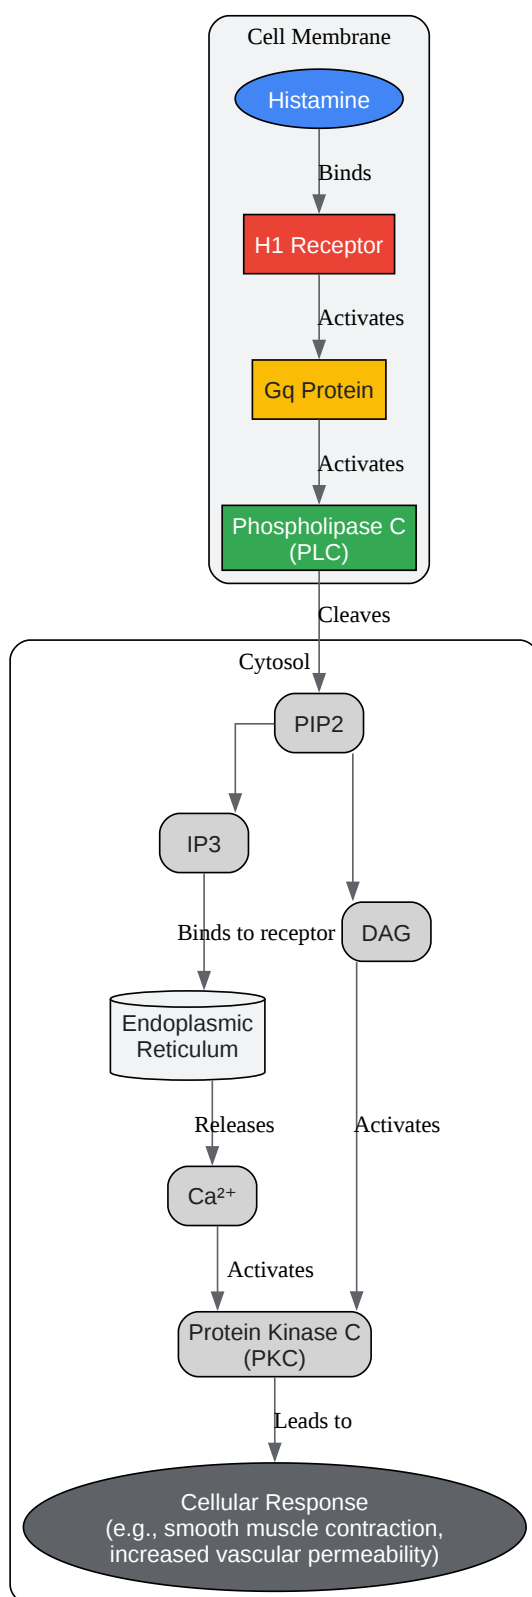 Cell Membrane
Histamine
Binds
H1 Receptor
Activates
Gq Protein
Activates
Phospholipase C
(PLC)
Cleaves
Cytosol
PIP2
IP3
Binds to receptor
DAG
Endoplasmic
Reticulum
Releases
Activates
Ca²⁺
Activates
Protein Kinase C
(PKC)
Leads to
Cellular Response
(e.g., smooth muscle contraction,
increased vascular permeability)